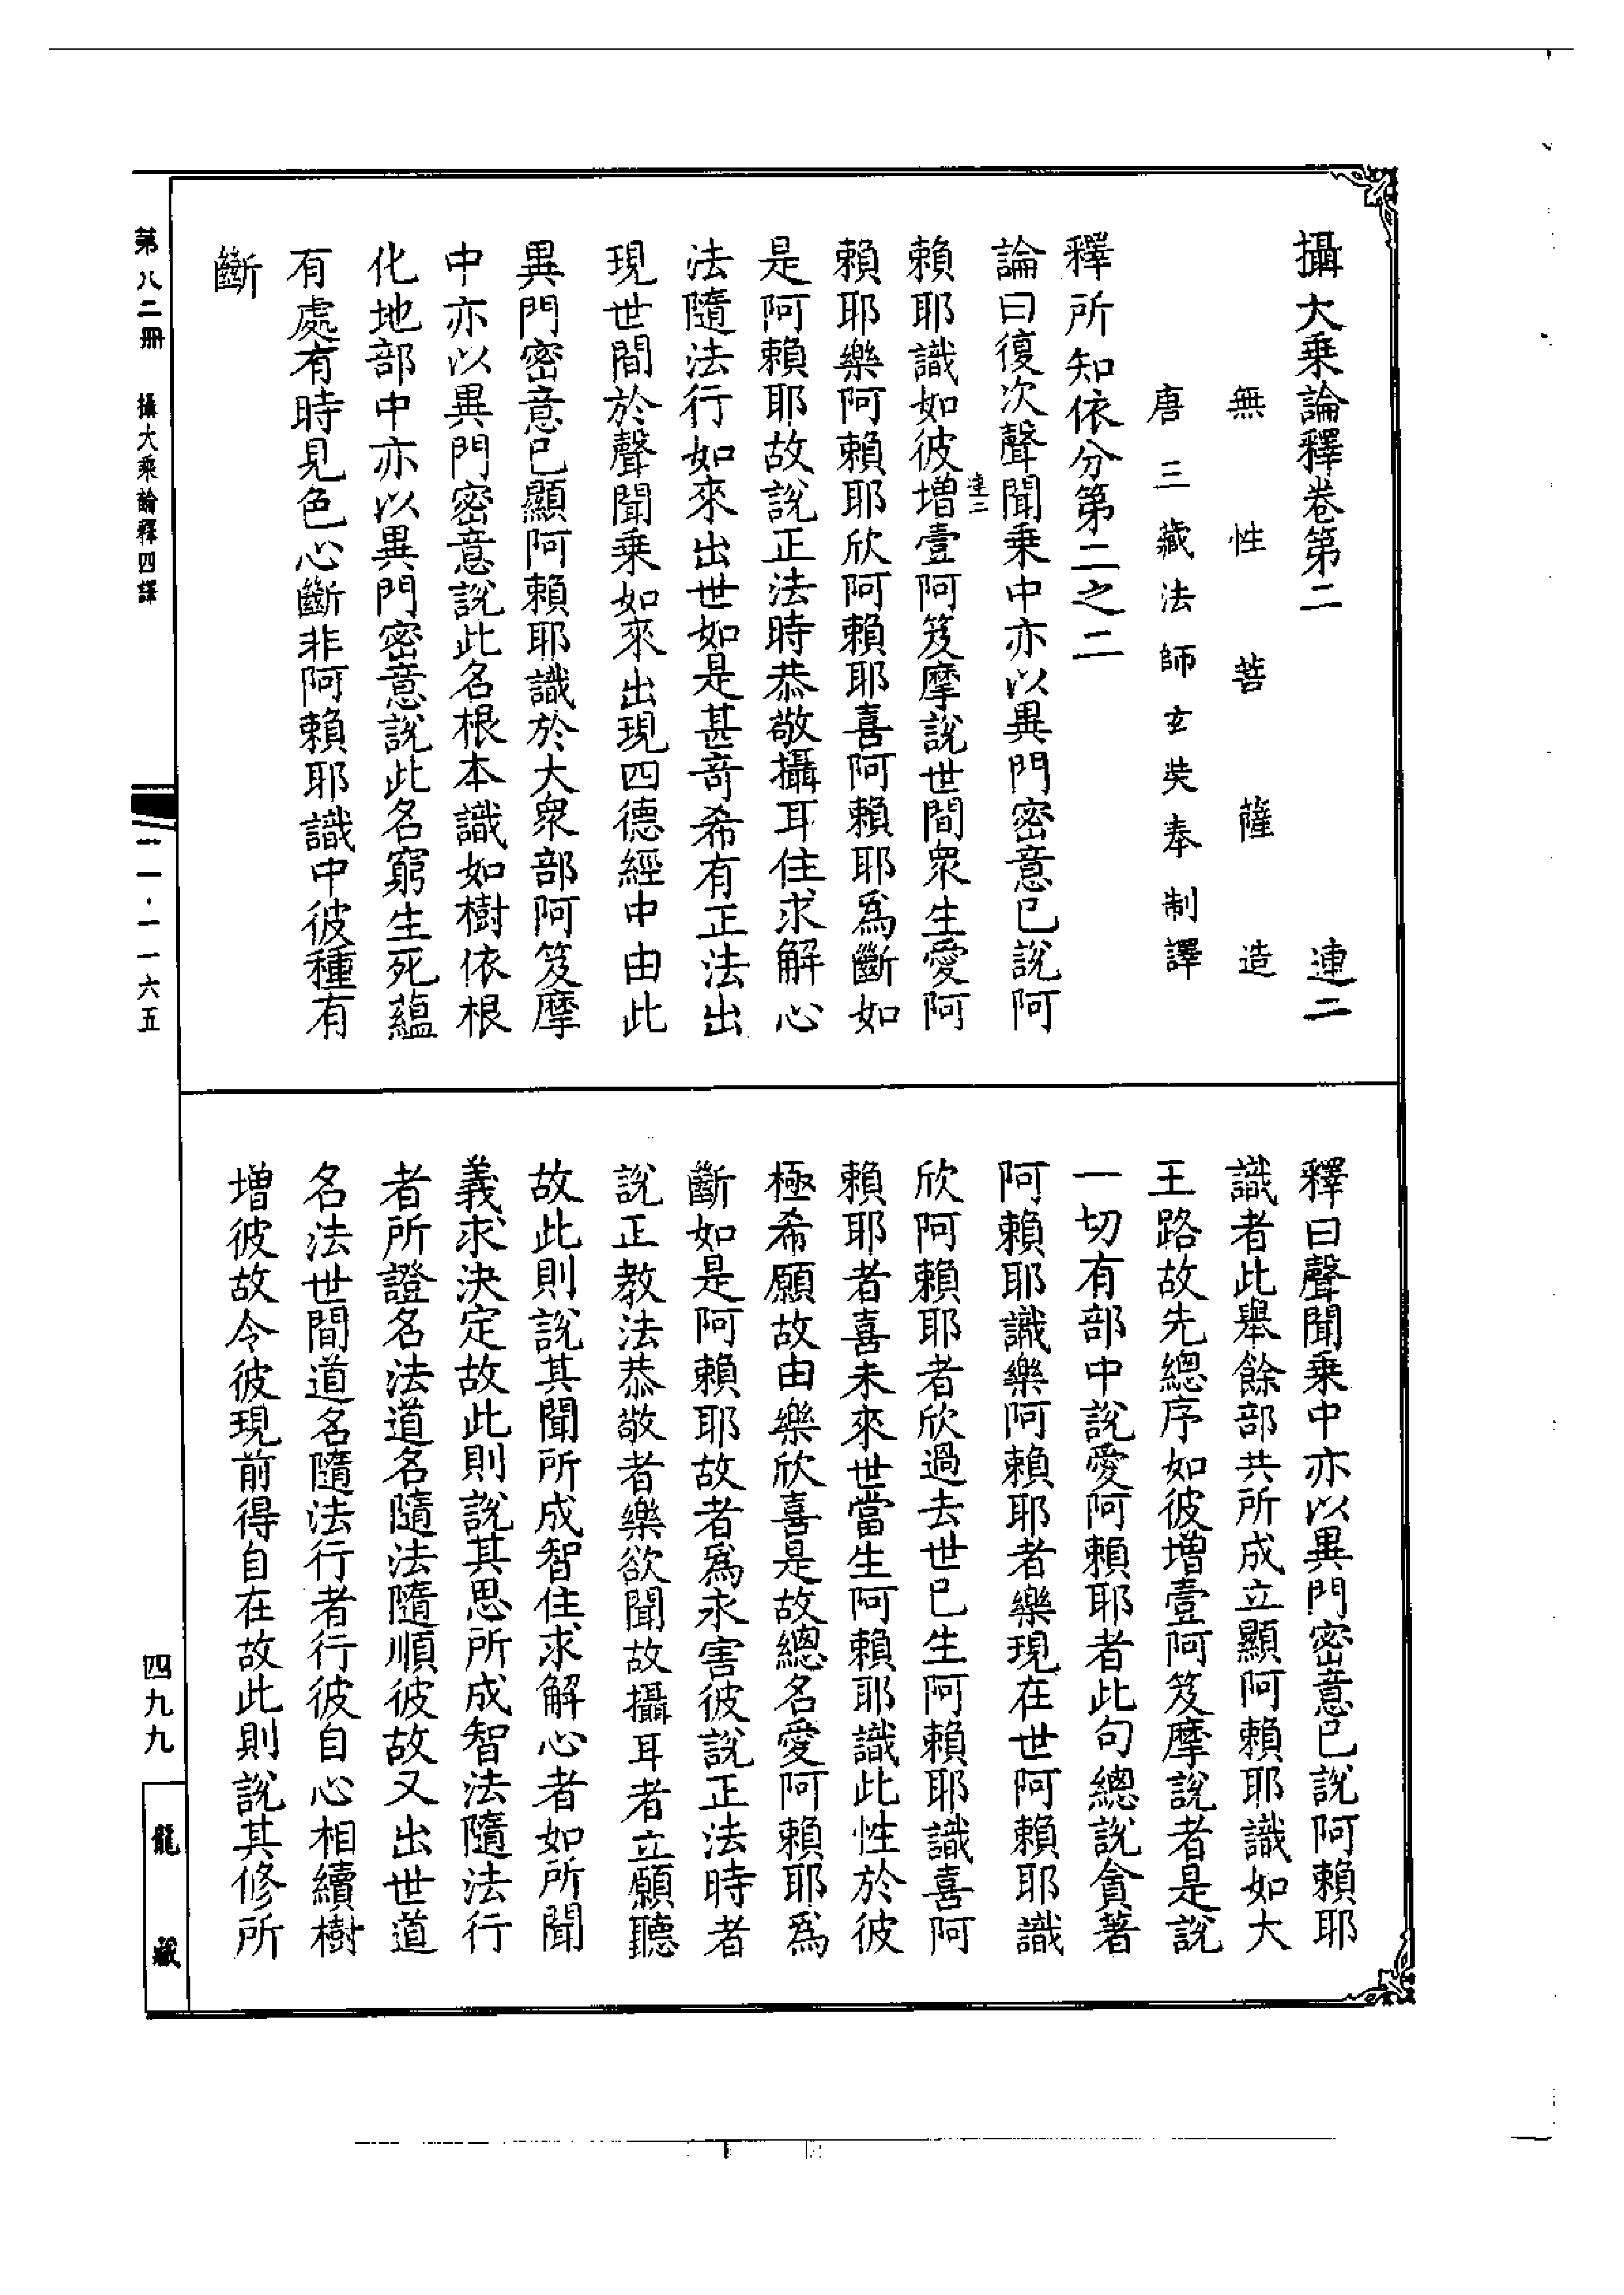 攝大乘論釋卷第二　連二
無性菩薩造
唐三藏法師玄奘奉制譯
釋所知依分第二之二
論曰復次聲聞乘中亦以異門密意已說阿
賴耶識如彼增壹阿笈摩說世間眾生愛阿
連二
賴耶樂阿賴耶欣阿賴耶喜阿賴耶為斷如
是阿賴耶故說正法時恭敬攝耳住求解心
法隨法行如來出世如是甚奇希有正法出
現世間於聲聞乘如來出現四德經中由此
異門密意已顯阿賴耶識於大眾部阿笈摩
中亦以異門密意說此名根本識如樹依根
化地部中亦以異門密意說此名窮生死蘊
有處有時見色心斷非阿賴耶識中彼種有
斷
釋曰聲聞乘中亦以異門密意已說阿賴耶
識者此舉餘部共所成立顯阿賴耶識如大
王路故先總序如彼增壹阿笈摩說者是說
一切有部中說愛阿賴耶者此句總說貪著
阿賴耶識樂阿賴耶者樂現在世阿賴耶識
欣阿賴耶者欣過去世已生阿賴耶識喜阿
賴耶者喜未來世當生阿賴耶識此性於彼
極希願故由樂欣喜是故總名愛阿賴耶為
斷如是阿賴耶故者為永害彼說正法時者
說正教法恭敬者樂欲聞故攝耳者立願聽
故此則說其聞所成智住求解心者如所聞
義求決定故此則說其思所成智法隨法行
者所證名法道名隨法隨順彼故又出世道
名法世間道名隨法行者行彼自心相續樹
增彼故令彼現前得自在故此則說其修所
第八二冊　攝大乘論釋四譯
一一一·一一六五
四九九
龍藏